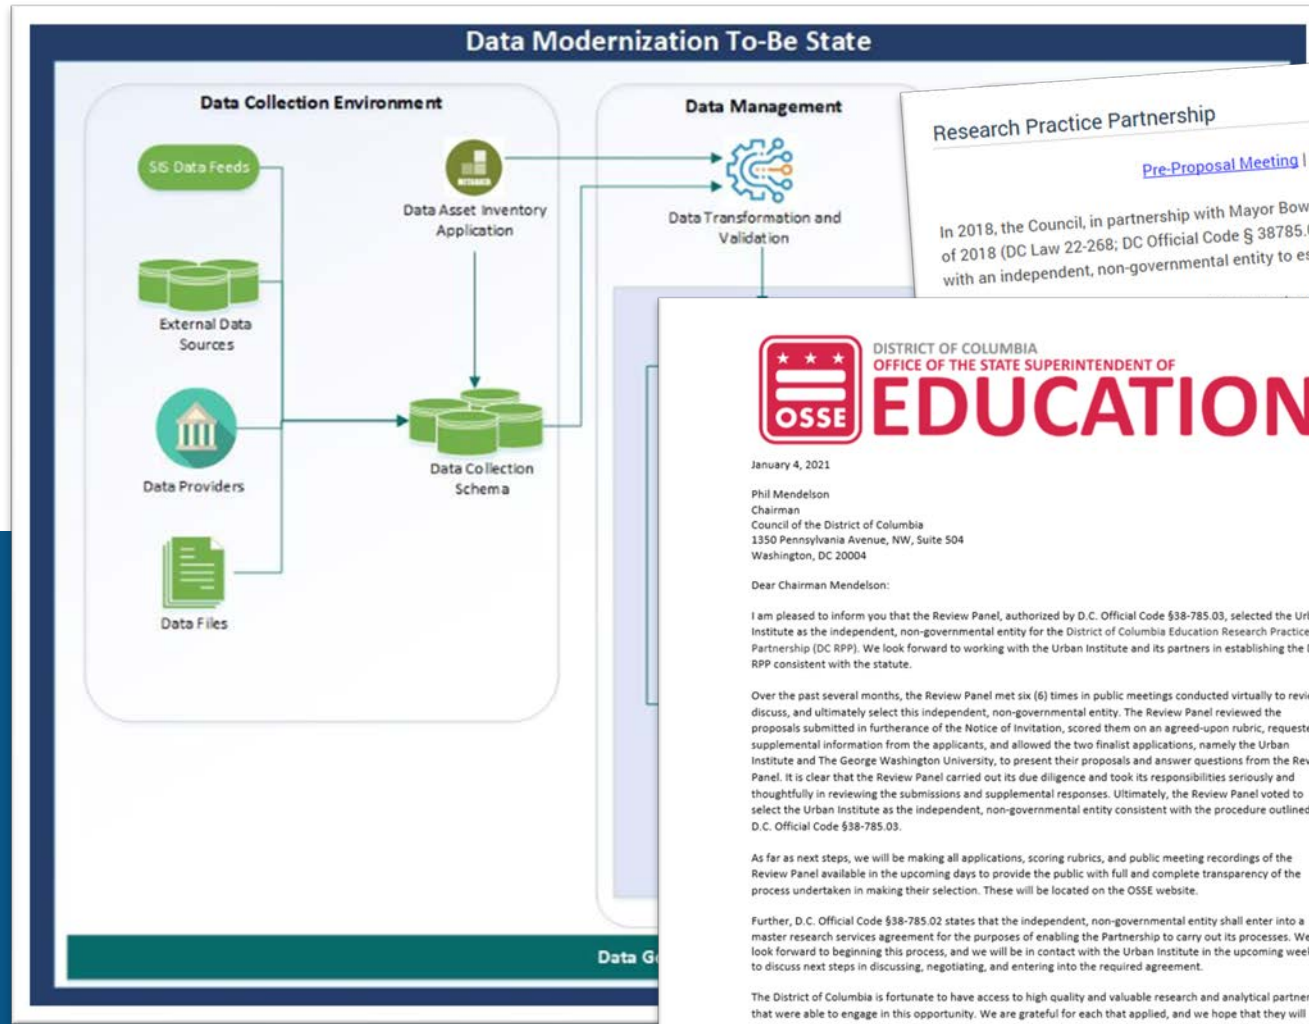 Data Modernization To-Be State
Data Collection Environment
SIS Data Feeds
External Data
Sources
Data Providers
Data Files
Data Asset Inventory
Application
Data Collection
Schema
Data Management
Data Transformation and
Validation
Data G
Research Practice Partnership
Pre-Proposal Meeting |
In 2018, the Council, in partnership with Mayor Bow
of 2018 (DC Law 22-268; DC Official Code § 38785.0
with an independent, non-governmental entity to es
OSSE
DISTRICT OF COLUMBIA
OFFICE OF THE STATE SUPERINTENDENT OF
EDUCATION
January 4, 2021
Phil Mendelson
Chairman
Council of the District of Columbia
1350 Pennsylvania Avenue, NW, Suite 504
Washington, DC 20004
Dear Chairman Mendelson:
I am pleased to inform you that the Review Panel, authorized by D.C. Official Code §38-785.03, selected the Ur
Institute as the independent, non-governmental entity for the District of Columbia Education Research Practice
Partnership (DC RPP). We look forward to working with the Urban Institute and its partners in establishing the
RPP consistent with the statute.
Over the past several months, the Review Panel met six (6) times in public meetings conducted virtually to revi
discuss, and ultimately select this independent, non-governmental entity. The Review Panel reviewed the
proposals submitted in furtherance of the Notice of Invitation, scored them on an agreed-upon rubric, requeste
supplemental information from the applicants, and allowed the two finalist applications, namely the Urban
Institute and The George Washington University, to present their proposals and answer questions from the Rev
Panel. It is clear that the Review Panel carried out its due diligence and took its responsibilities seriously and
thoughtfully in reviewing the submissions and supplemental responses. Ultimately, the Review Panel voted to
select the Urban Institute as the independent, non-governmental entity consistent with the procedure outlined
D.C. Official Code §38-785.03.
As far as next steps, we will be making all applications, scoring rubrics, and public meeting recordings of the
Review Panel available in the upcoming days to provide the public with full and complete transparency of the
process undertaken in making their selection. These will be located on the OSSE website.
Further, D.C. Official Code §38-785.02 states that the independent, non-governmental entity shall enter into a
master research services agreement for the purposes of enabling the Partnership to carry out its processes. We
look forward to beginning this process, and we will be in contact with the Urban Institute in the upcoming week
to discuss next steps in discussing, negotiating, and entering into the required agreement.
The District of Columbia is fortunate to have access to high quality and valuable research and analytical partner
that were able to engage in this opportunity. We are grateful for each that applied, and we hope that they will